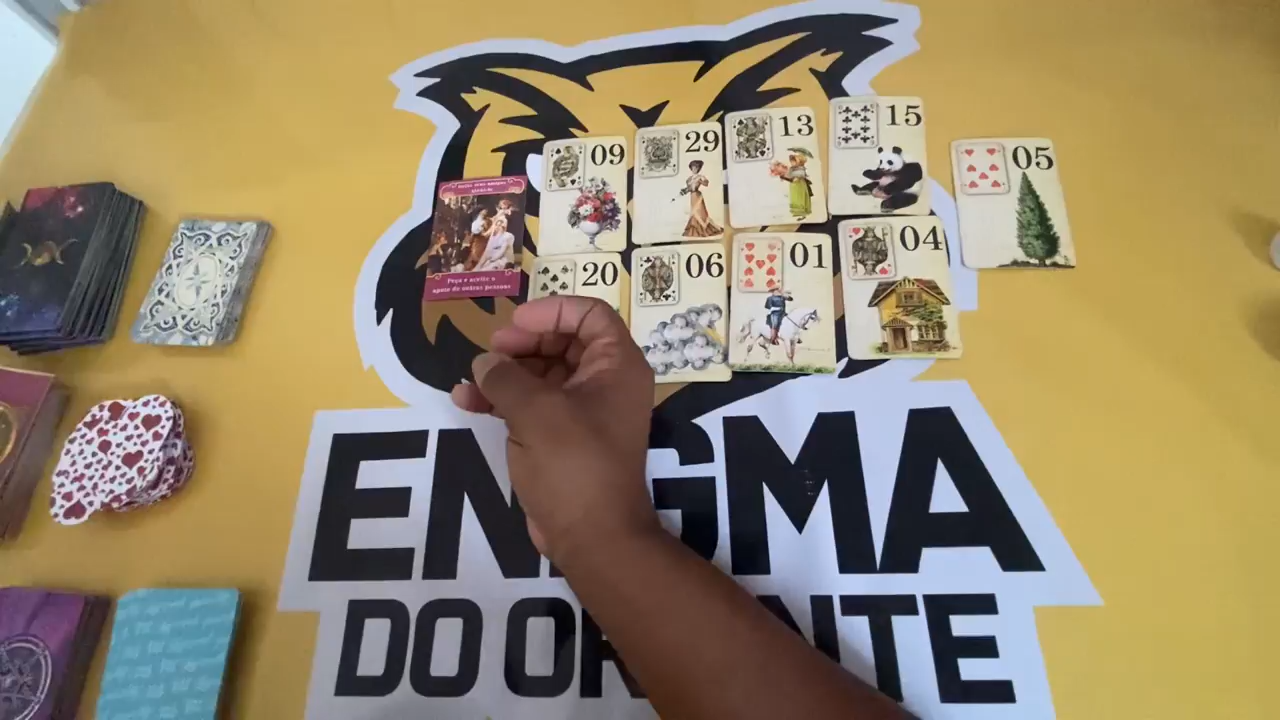 09
29
13
15
05
Peça e aceite o
apoio de outras pessoas
20
06
01
04
ENIGMA
DO ORIENTE